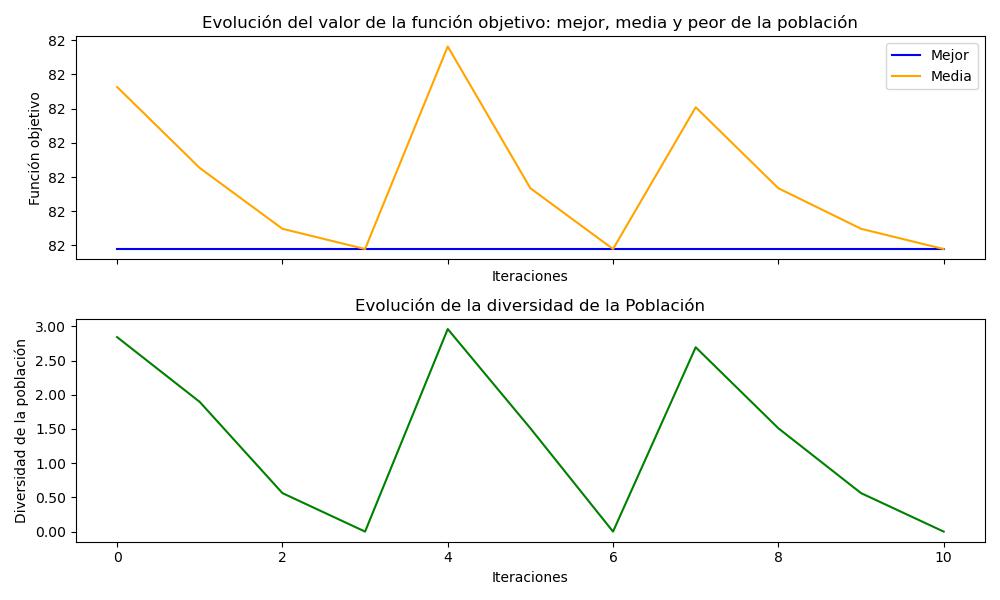 Evolución del valor de la función objetivo: mejor, media y peor de la población
82
82
82
82
82
82
82
Función objetivo
Mejor
Media
Iteraciones
Evolución de la diversidad de la Población
3.00
2.50
2.00
1.50
1.00
0.50
0.00
Diversidad de la población
0 2 4 6 8 10
Iteraciones